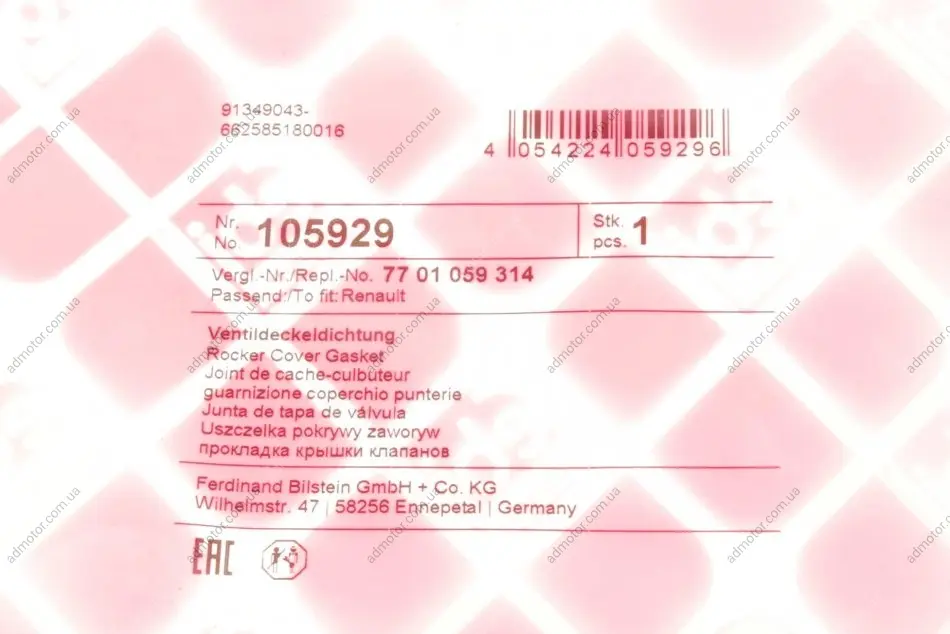 91349043-
662585180016
4 054224 059296
Nr.
No. 105929
Stk.
pcs. 1
Vergl.-Nr./Repl.-No. 77 01 059 314
Passend:/To fit: Renault
Ventildeckeldichtung
Rocker Cover Gasket
Joint de cache-culbuteur
guarnizione coperchio punterie
Junta de tapa de válvula
Uszczelka pokrywy zaworyw
прокладка крышки клапанов
Ferdinand Bilstein GmbH + Co. KG
Wilhelmstr. 47 | 58256 Ennepetal | Germany
EAC
admotor.com.ua